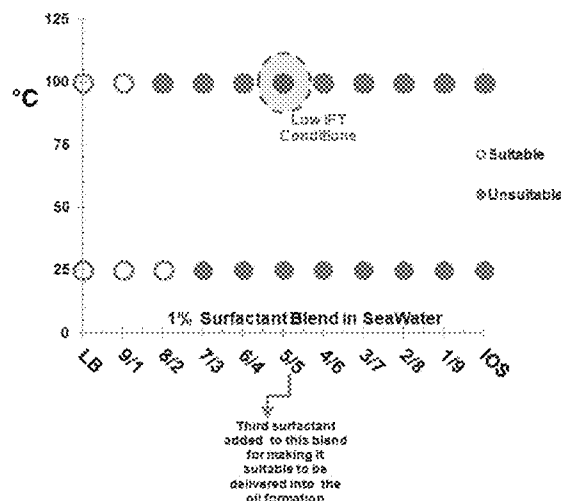 125
100
°C
Low IFT
Conditions
75
Suitable
Unsuitable
50
25
1% Surfactant Blend in SeaWater
0
LB 9/1 8/2 7/3 6/4 5/5 4/6 3/7 2/8 1/9 IOS
Third surfactant
added to this blend
for making it
suitable to be
delivered into the
oil formation